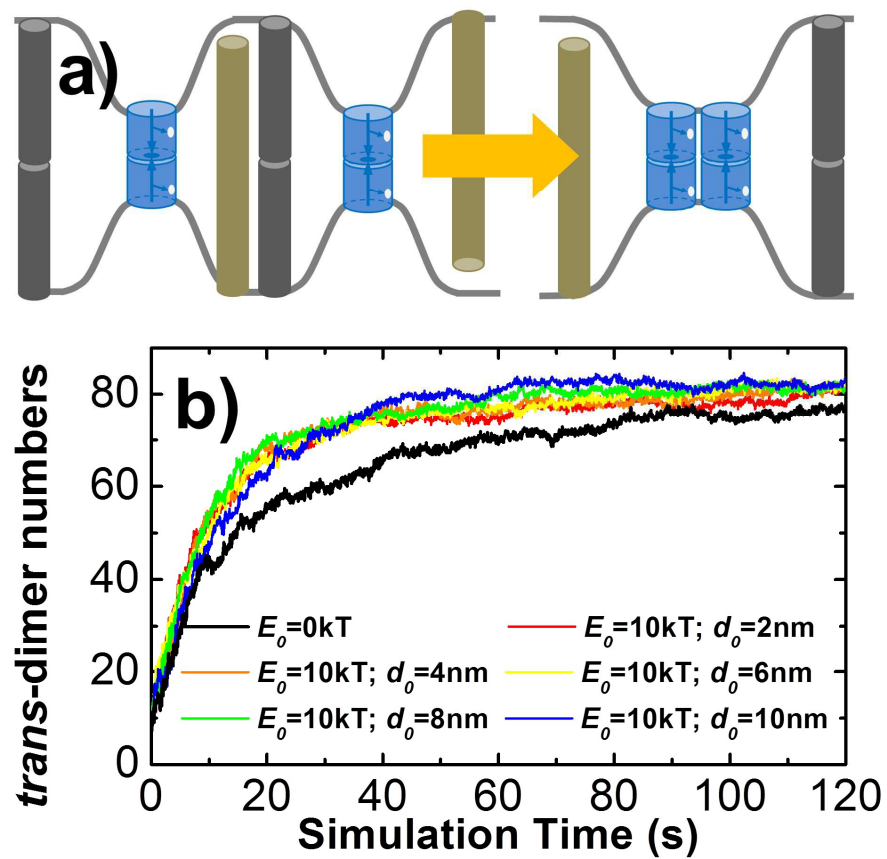 a)
b)
trans-dimer numbers
80
60
40
20
0
E₀=0kT
E₀=10kT; d₀=2nm
E₀=10kT; d₀=4nm
E₀=10kT; d₀=6nm
E₀=10kT; d₀=8nm
E₀=10kT; d₀=10nm
0 20 40 60 80 100 120
Simulation Time (s)